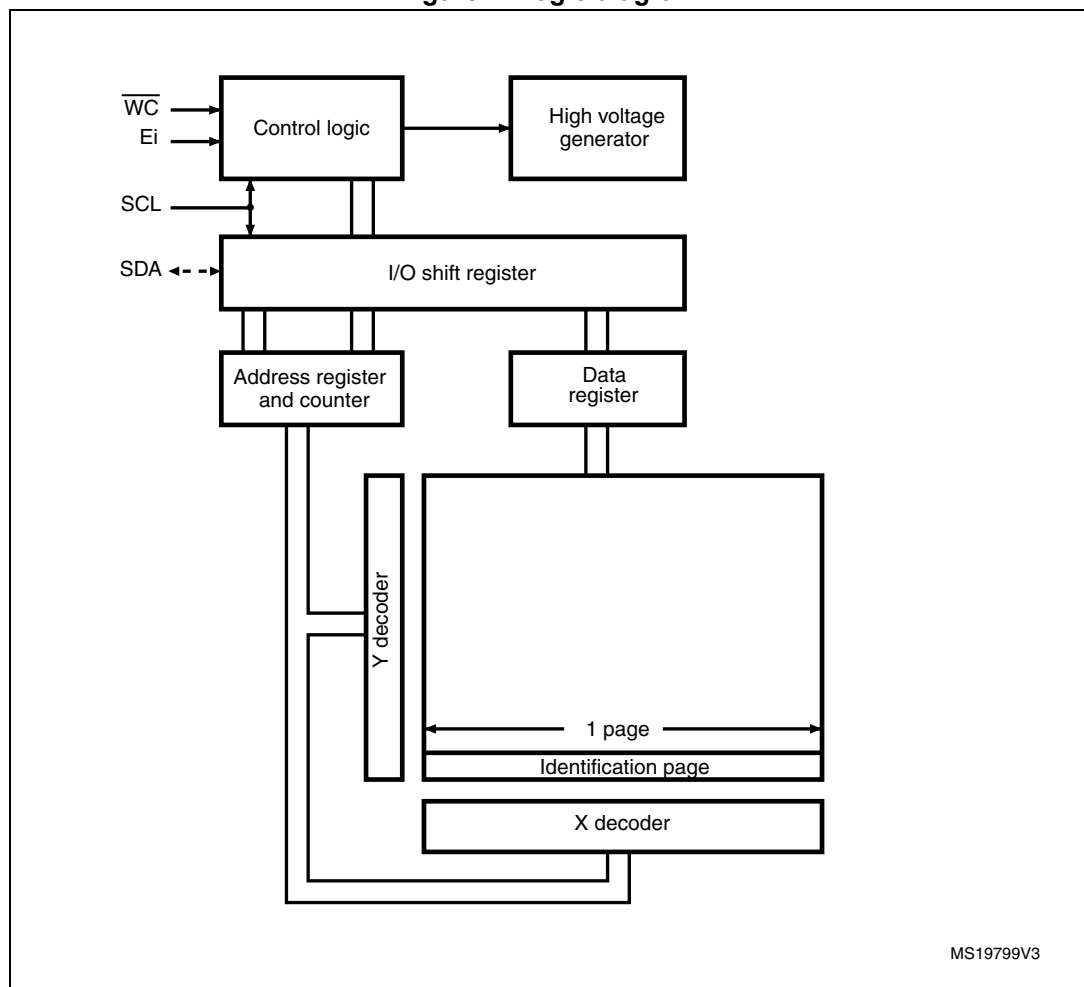 WC
Ei
Control logic
High voltage
generator
SCL
SDA
I/O shift register
Address register
and counter
Data
register
Y decoder
1 page
Identification page
X decoder
MS19799V3